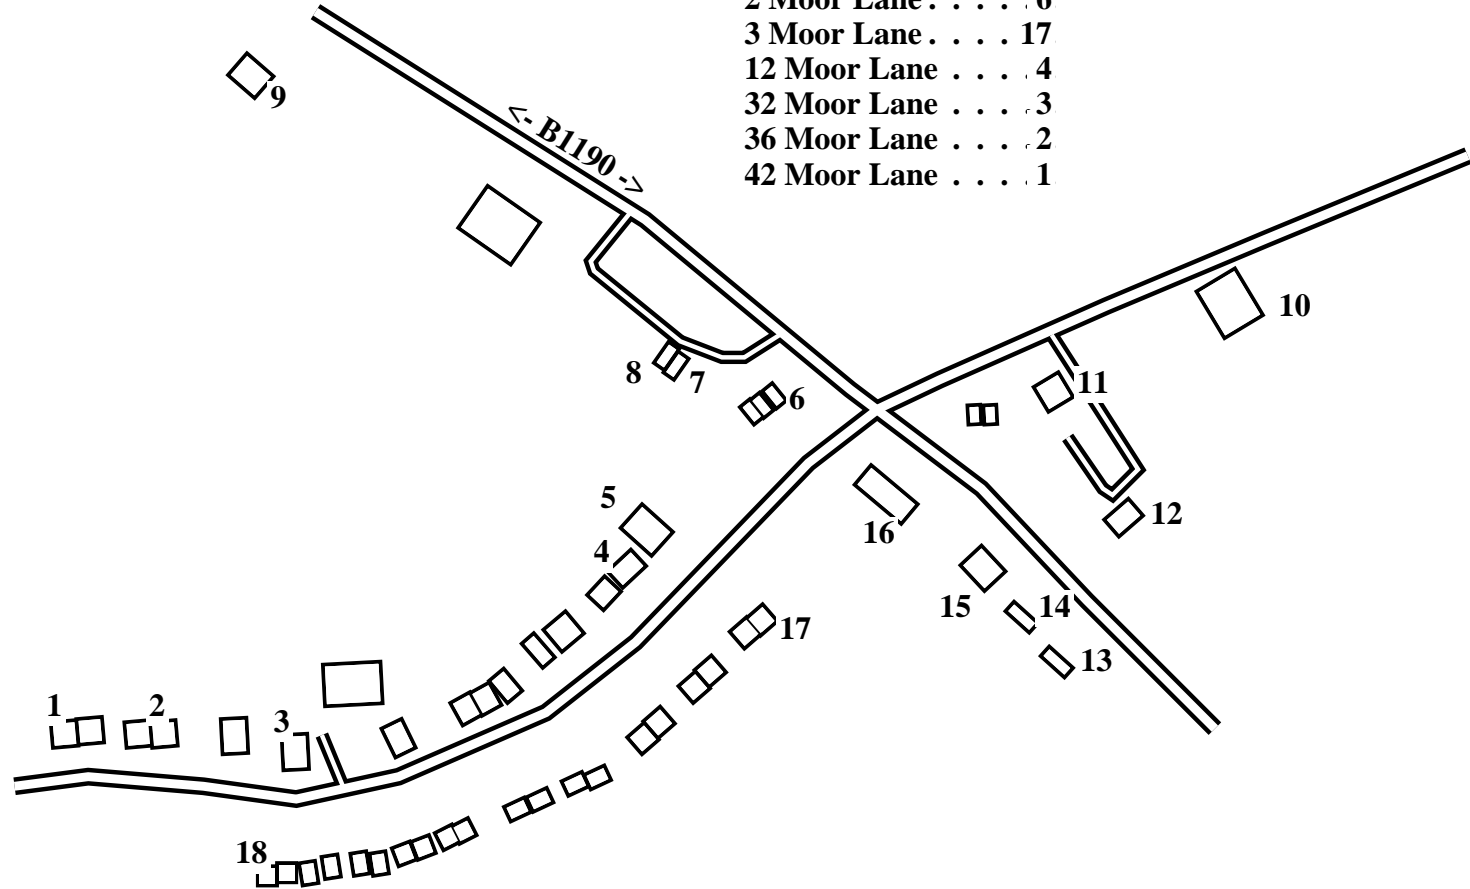 2 Moor Lane . . . . . 6
3 Moor Lane . . . . 17
12 Moor Lane . . . . 4
32 Moor Lane . . . . 3
36 Moor Lane . . . . 2
42 Moor Lane . . . . 1
9
<- B1190 ->
10
8
7
6
11
5
4
16
12
15
14
17
13
1
2
3
18